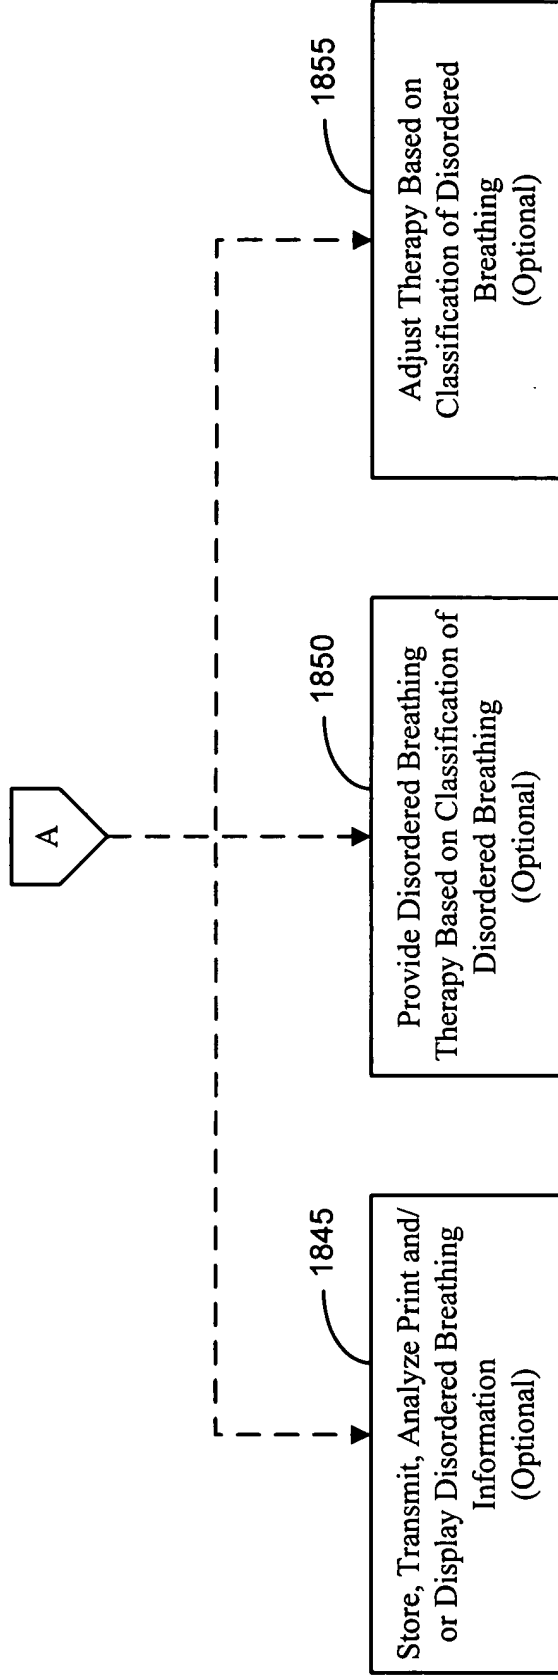 A
1845
Store, Transmit, Analyze Print and/
or Display Disordered Breathing
Information
(Optional)
1850
Provide Disordered Breathing
Therapy Based on Classification of
Disordered Breathing
(Optional)
1855
Adjust Therapy Based on
Classification of Disordered
Breathing
(Optional)